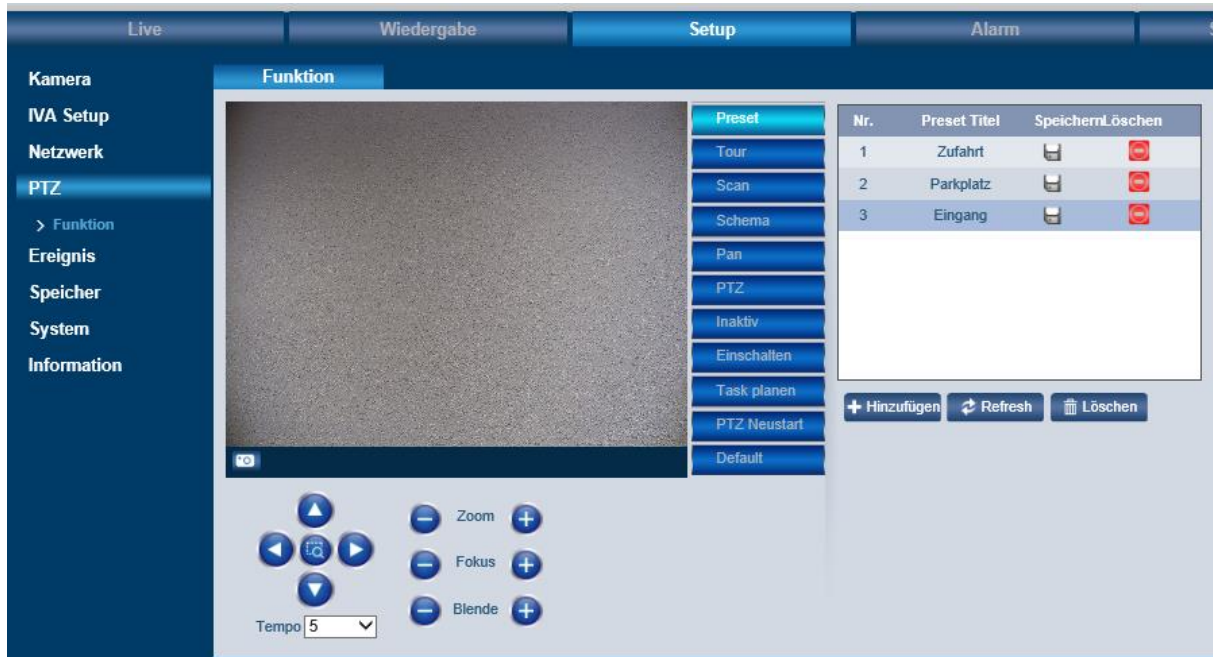 Live Wiedergabe Setup Alarm
Kamera
IVA Setup
Netzwerk
PTZ
Funktion
Ereignis
Speicher
System
Information
Funktion
Preset
Tour
Scan
Schema
Pan
PTZ
Inaktiv
Einschalten
Task planen
PTZ Neustart
Default
Nr. Preset Titel Speichern Löschen
1 Zufahrt
2 Parkplatz
3 Eingang
Hinzufügen Refresh Löschen
Zoom
Fokus
Blende
Tempo 5